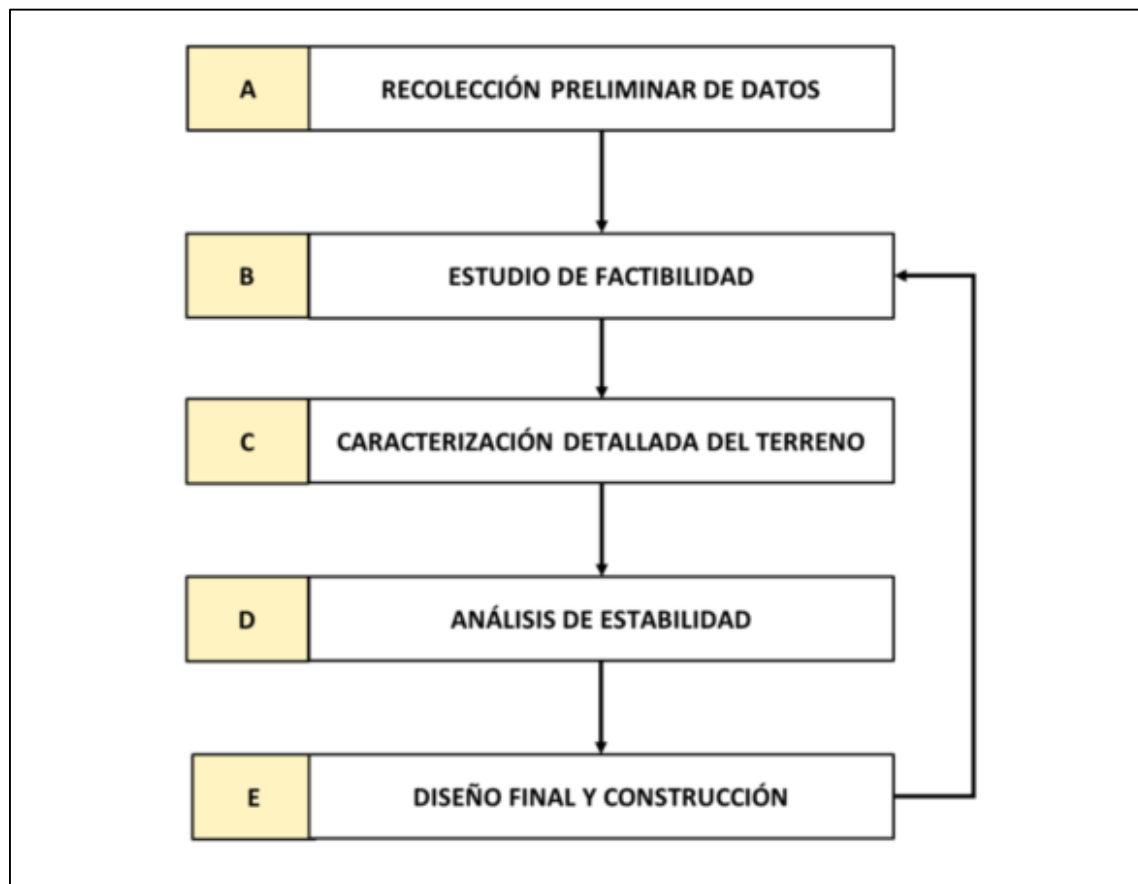 A RECOLECCIÓN PRELIMINAR DE DATOS
B ESTUDIO DE FACTIBILIDAD
C CARACTERIZACIÓN DETALLADA DEL TERRENO
D ANÁLISIS DE ESTABILIDAD
E DISEÑO FINAL Y CONSTRUCCIÓN